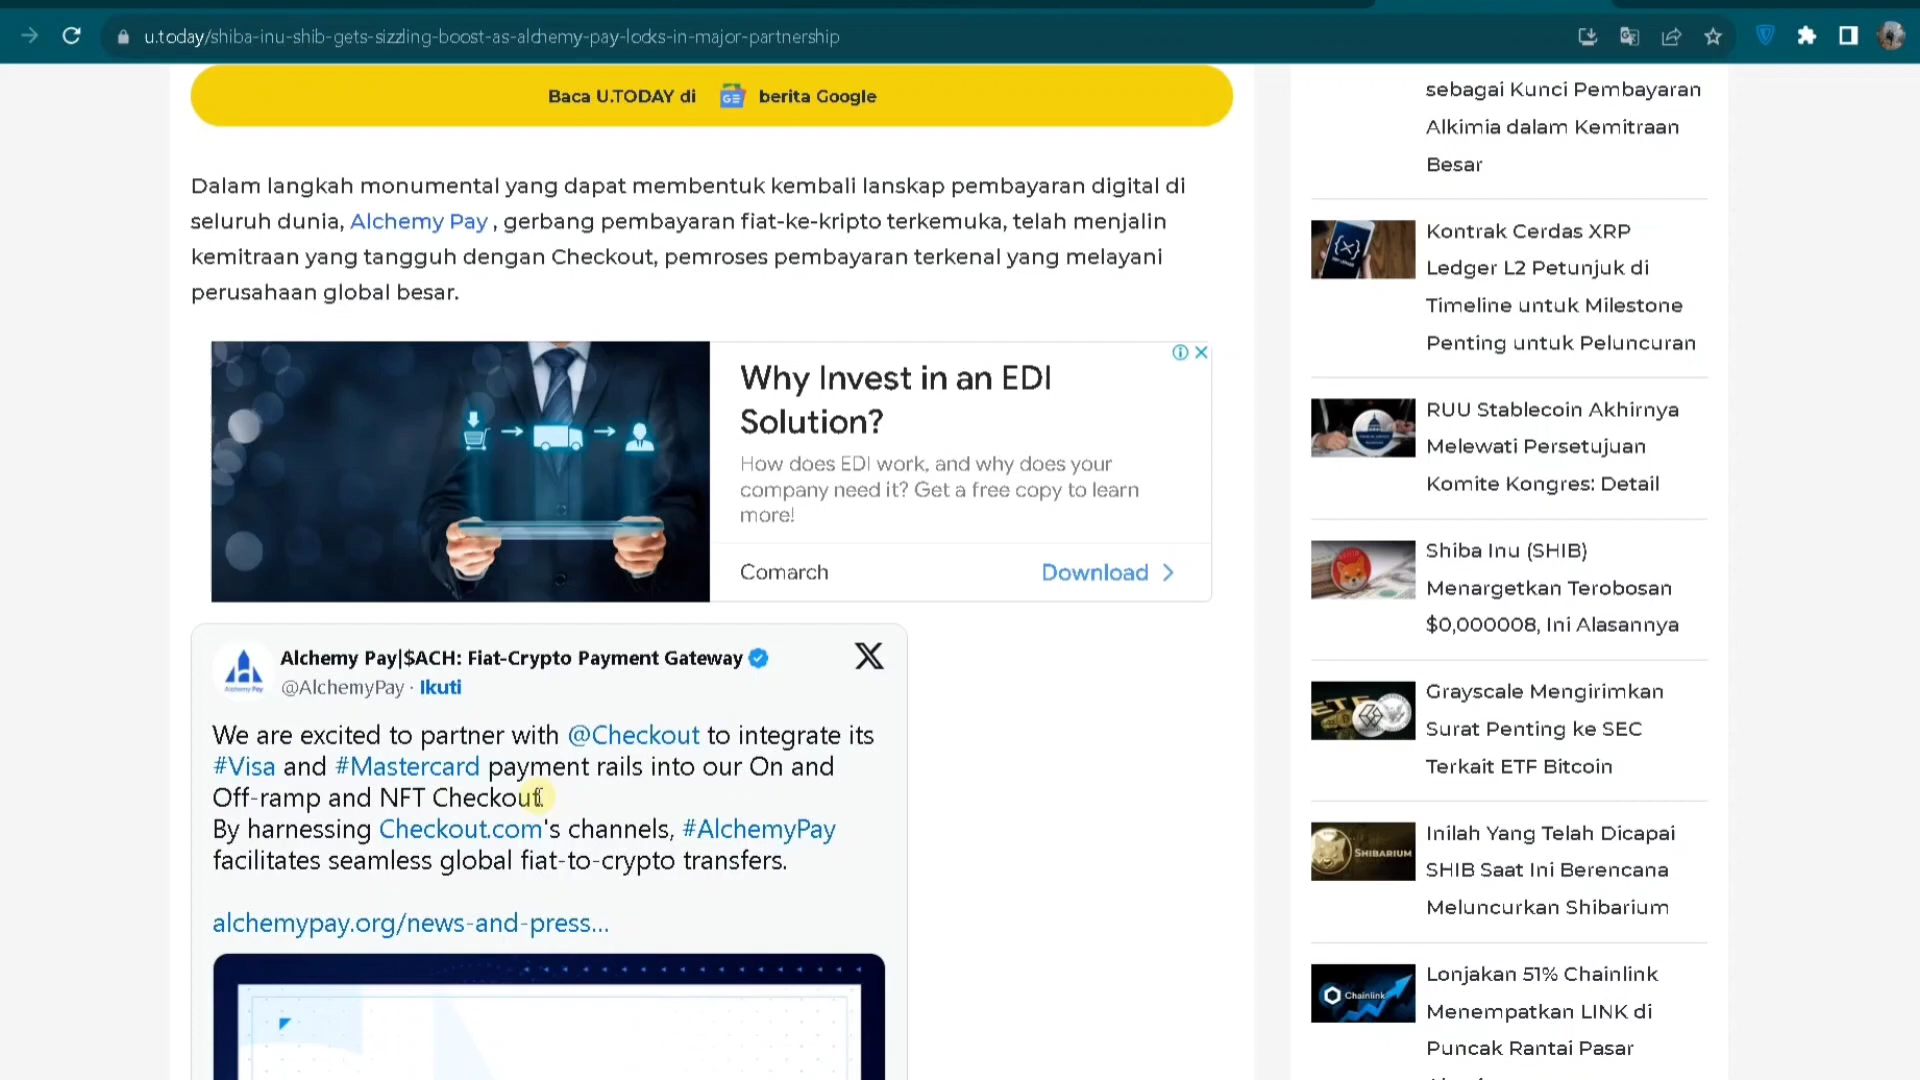 u.today/shiba-inu-shib-gets-sizzling-boost-as-alchemy-pay-locks-in-major-partnership
Baca U.TODAY di GE berita Google
Dalam langkah monumental yang dapat membentuk kembali lanskap pembayaran digital di
seluruh dunia, Alchemy Pay , gerbang pembayaran fiat-ke-kripto terkemuka, telah menjalin
kemitraan yang tangguh dengan Checkout, pemroses pembayaran terkenal yang melayani
perusahaan global besar.
Why Invest in an EDI
Solution?
How does EDI work, and why does your
company need it? Get a free copy to learn
more!
Comarch
Download
Alchemy Pay|$ACH: Fiat-Crypto Payment Gateway
@AlchemyPay · Ikuti
We are excited to partner with @Checkout to integrate its
#Visa and #Mastercard payment rails into our On and
Off-ramp and NFT Checkout.
By harnessing Checkout.com's channels, #AlchemyPay
facilitates seamless global fiat-to-crypto transfers.
alchemypay.org/news-and-press...
sebagai Kunci Pembayaran
Alkimia dalam Kemitraan
Besar
Kontrak Cerdas XRP
Ledger L2 Petunjuk di
Timeline untuk Milestone
Penting untuk Peluncuran
RUU Stablecoin Akhirnya
Melewati Persetujuan
Komite Kongres: Detail
Shiba Inu (SHIB)
Menargetkan Terobosan
$0,000008, Ini Alasannya
ETF
Grayscale Mengirimkan
Surat Penting ke SEC
Terkait ETF Bitcoin
SHIBARIUM
Inilah Yang Telah Dicapai
SHIB Saat Ini Berencana
Meluncurkan Shibarium
Chainlink
Lonjakan 51% Chainlink
Menempatkan LINK di
Puncak Rantai Pasar